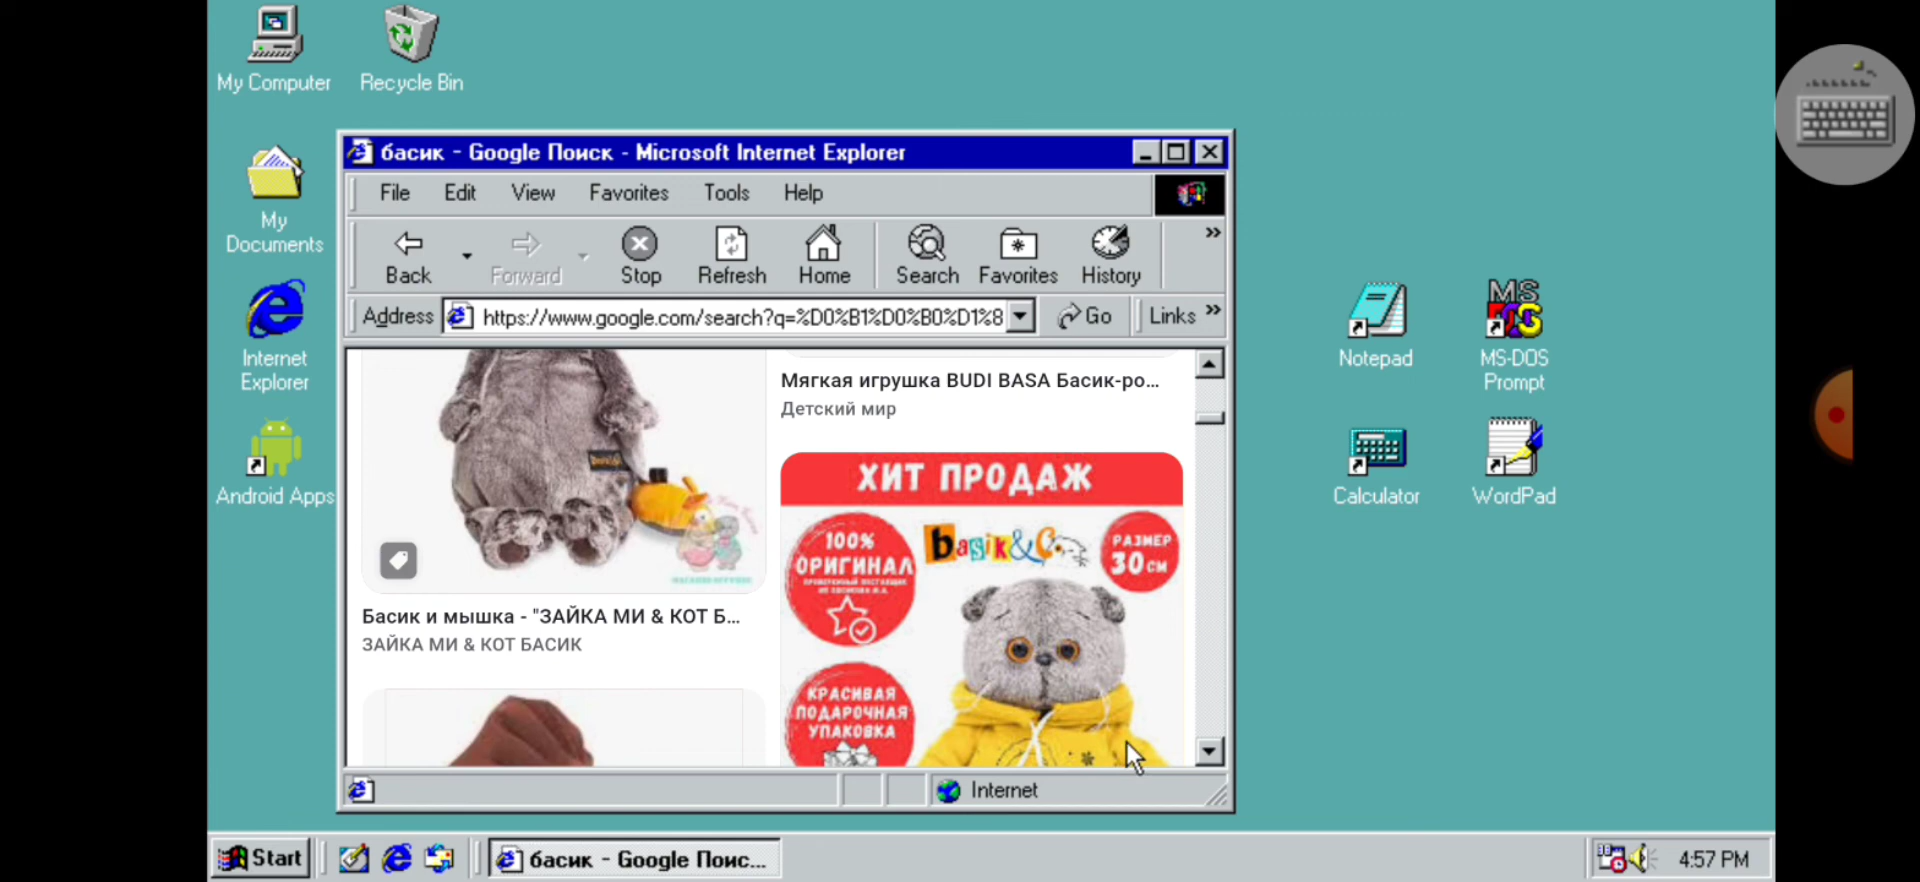 My Computer
Recycle Bin
My
Documents
Internet
Explorer
Android Apps
басик - Google Поиск - Microsoft Internet Explorer
File Edit View Favorites Tools Help
Back Forward Stop Refresh Home Search Favorites History »
Address https://www.google.com/search?q=%D0%B1%D0%B0%D1%8 Go Links »
Басик и мышка - "ЗАЙКА МИ & КОТ Б...
ЗАЙКА МИ & КОТ БАСИК
Мягкая игрушка BUDI BASA Басик-ро...
Детский мир
ХИТ ПРОДАЖ
100%
ОРИГИНАЛ
basik&Co
РАЗМЕР
30 СМ
КРАСИВАЯ
ПОДАРОЧНАЯ
УПАКОВКА
Internet
Notepad
MS
DOS
MS-DOS
Prompt
Calculator
WordPad
Start
басик - Google Поис...
4:57 PM